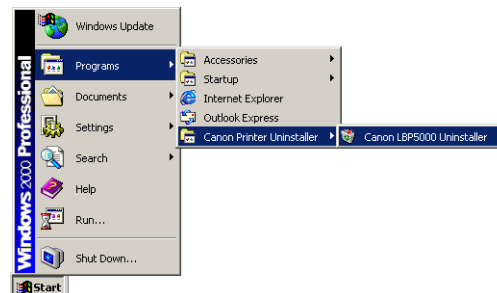 Windows 2000 Professional
Windows Update
Programs
Documents
Settings
Search
Help
Run...
Shut Down...
Start
Accessories
Startup
Internet Explorer
Outlook Express
Canon Printer Uninstaller
Canon LBP5000 Uninstaller